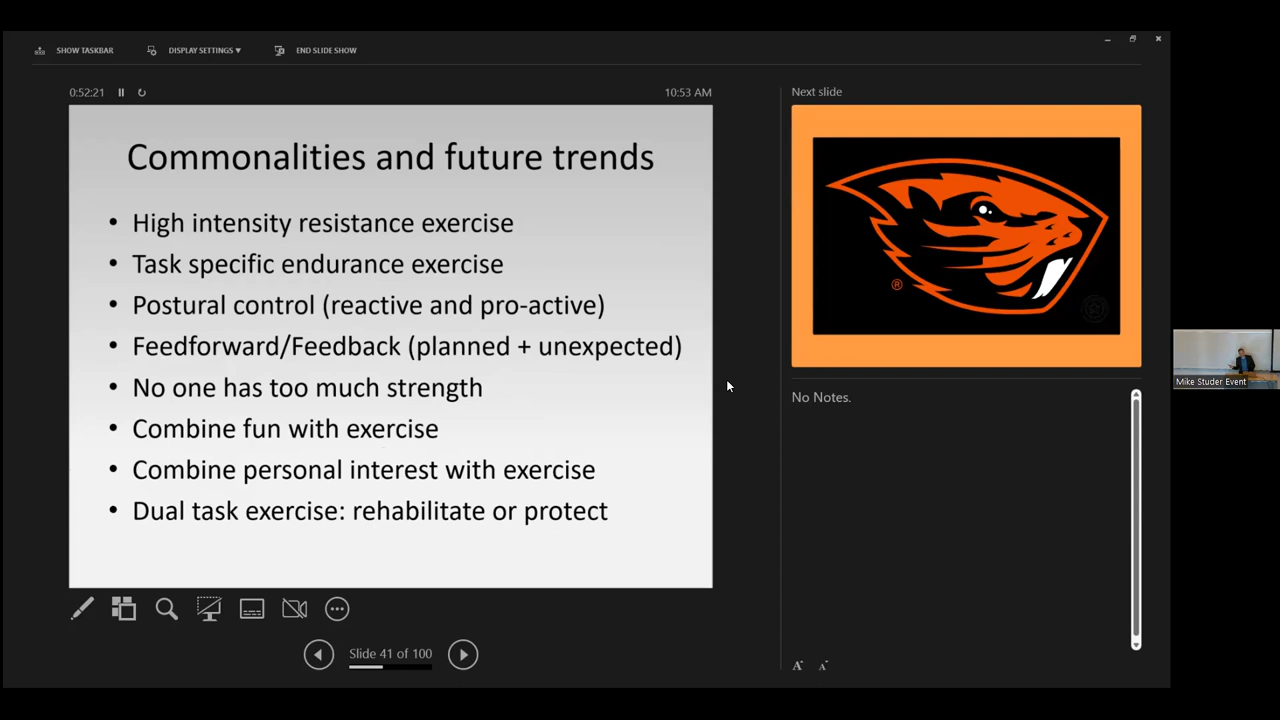 SHOW TASKBAR
DISPLAY SETTINGS ▾
END SLIDE SHOW
0:52:21
10:53 AM
Commonalities and future trends
• High intensity resistance exercise
• Task specific endurance exercise
• Postural control (reactive and pro-active)
• Feedforward/Feedback (planned + unexpected)
• No one has too much strength
• Combine fun with exercise
• Combine personal interest with exercise
• Dual task exercise: rehabilitate or protect
Slide 41 of 100
Next slide
®
No Notes.
A A
Mike Studer Event